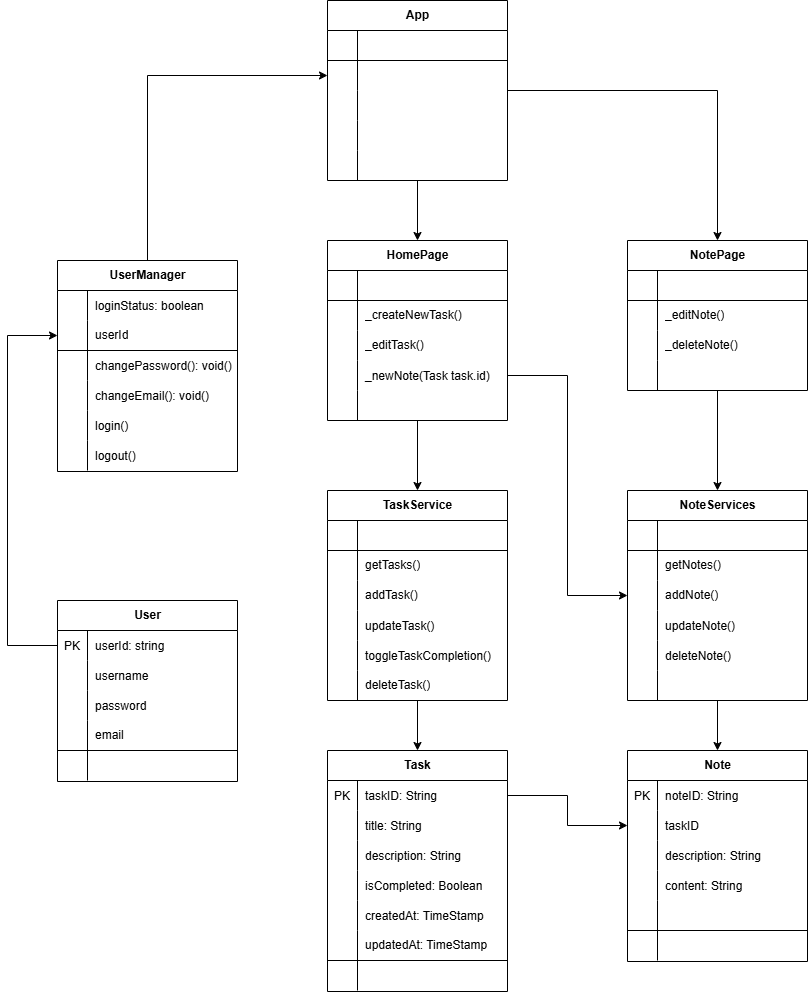 App
UserManager
loginStatus: boolean
userId
changePassword(): void()
changeEmail(): void()
login()
logout()
HomePage
_createNewTask()
_editTask()
_newNote(Task task.id)
NotePage
_editNote()
_deleteNote()
TaskService
getTasks()
addTask()
updateTask()
toggleTaskCompletion()
deleteTask()
NoteServices
getNotes()
addNote()
updateNote()
deleteNote()
User
PK userId: string
username
password
email
Task
PK taskID: String
title: String
description: String
isCompleted: Boolean
createdAt: TimeStamp
updatedAt: TimeStamp
Note
PK noteID: String
taskID
description: String
content: String